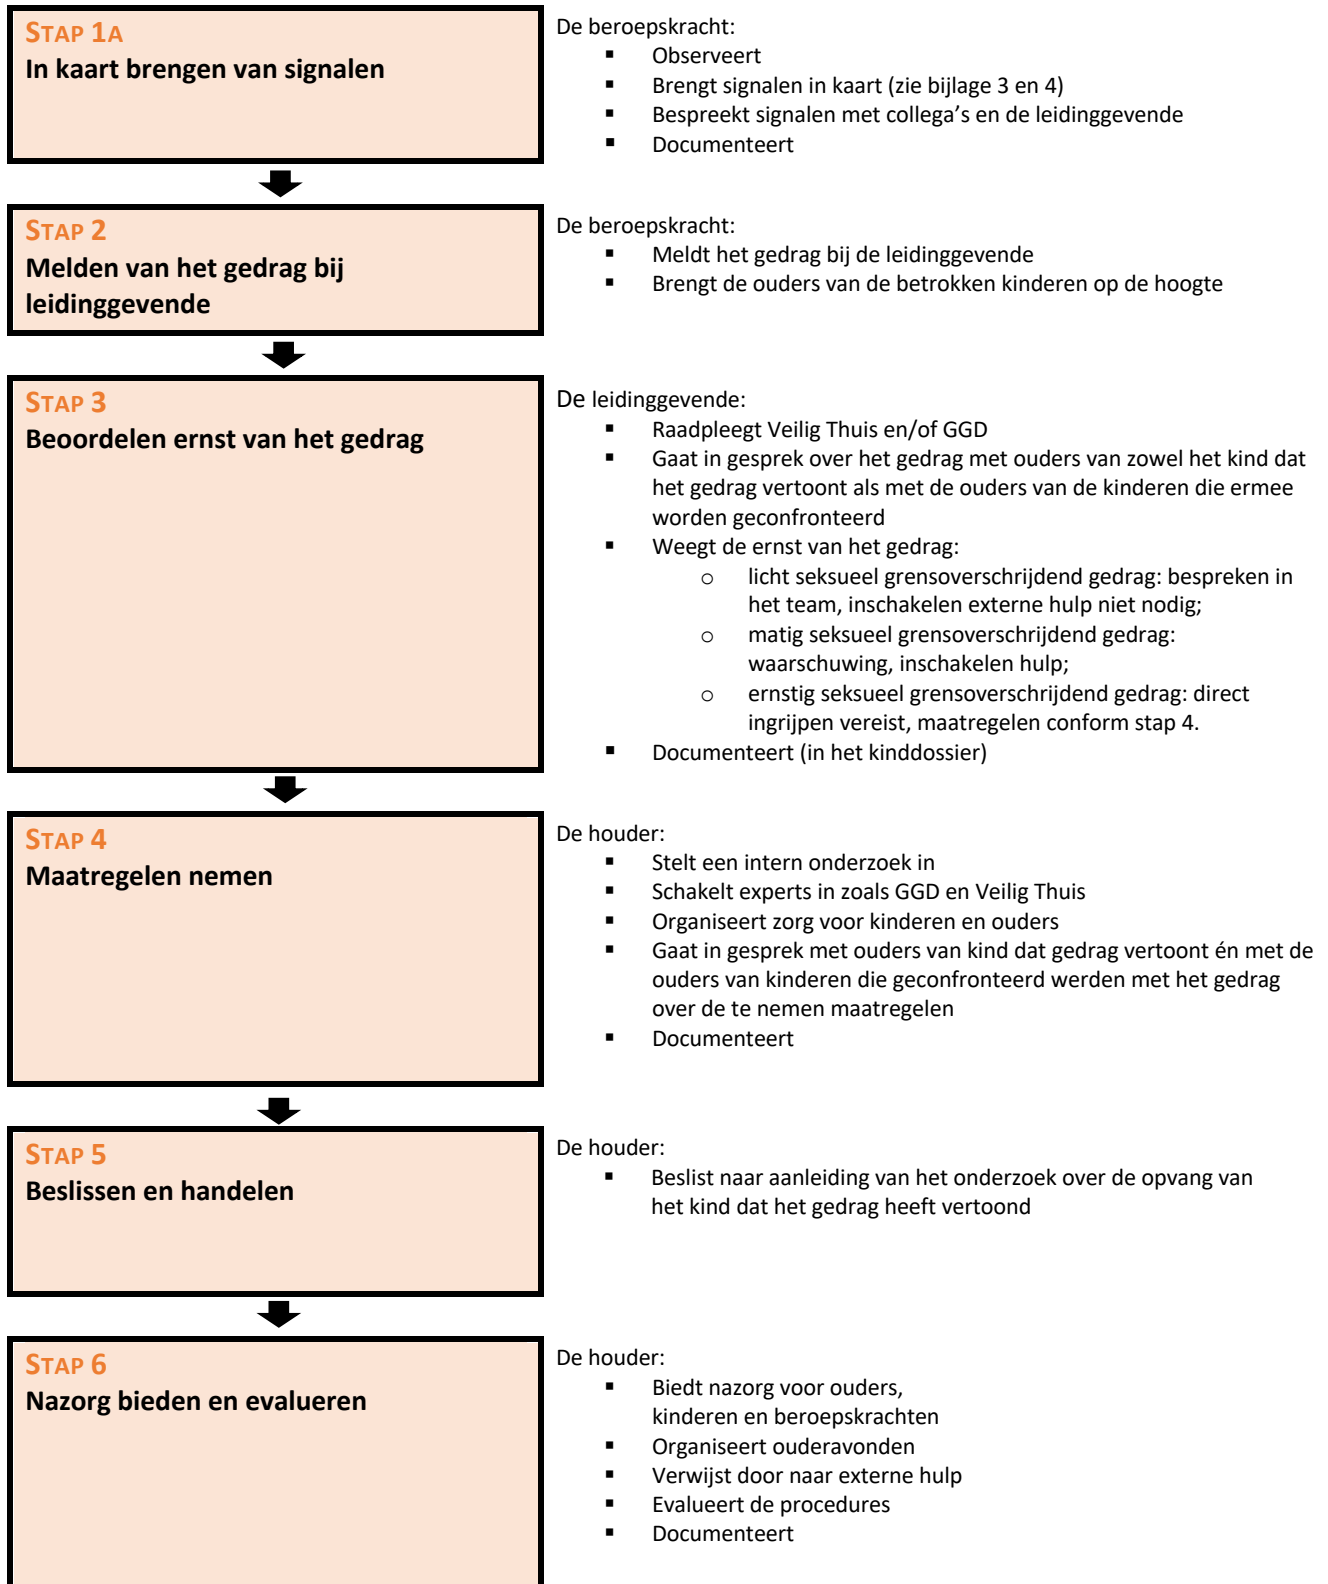 STAP 1A
In kaart brengen van signalen
De beroepskracht:
▪ Observeert
▪ Brengt signalen in kaart (zie bijlage 3 en 4)
▪ Bespreekt signalen met collega's en de leidinggevende
▪ Documenteert
STAP 2
Melden van het gedrag bij
leidinggevende
De beroepskracht:
▪ Meldt het gedrag bij de leidinggevende
▪ Brengt de ouders van de betrokken kinderen op de hoogte
STAP 3
Beoordelen ernst van het gedrag
De leidinggevende:
▪ Raadpleegt Veilig Thuis en/of GGD
▪ Gaat in gesprek over het gedrag met ouders van zowel het kind dat
het gedrag vertoont als met de ouders van de kinderen die ermee
worden geconfronteerd
▪ Weegt de ernst van het gedrag:
o licht seksueel grensoverschrijdend gedrag: bespreken in
het team, inschakelen externe hulp niet nodig;
o matig seksueel grensoverschrijdend gedrag:
waarschuwing, inschakelen hulp;
o ernstig seksueel grensoverschrijdend gedrag: direct
ingrijpen vereist, maatregelen conform stap 4.
▪ Documenteert (in het kinddossier)
STAP 4
Maatregelen nemen
De houder:
▪ Stelt een intern onderzoek in
▪ Schakelt experts in zoals GGD en Veilig Thuis
▪ Organiseert zorg voor kinderen en ouders
▪ Gaat in gesprek met ouders van kind dat gedrag vertoont én met de
ouders van kinderen die geconfronteerd werden met het gedrag
over de te nemen maatregelen
▪ Documenteert
STAP 5
Beslissen en handelen
De houder:
▪ Beslist naar aanleiding van het onderzoek over de opvang van
het kind dat het gedrag heeft vertoond
STAP 6
Nazorg bieden en evalueren
De houder:
▪ Biedt nazorg voor ouders,
kinderen en beroepskrachten
▪ Organiseert ouderavonden
▪ Verwijst door naar externe hulp
▪ Evalueert de procedures
▪ Documenteert